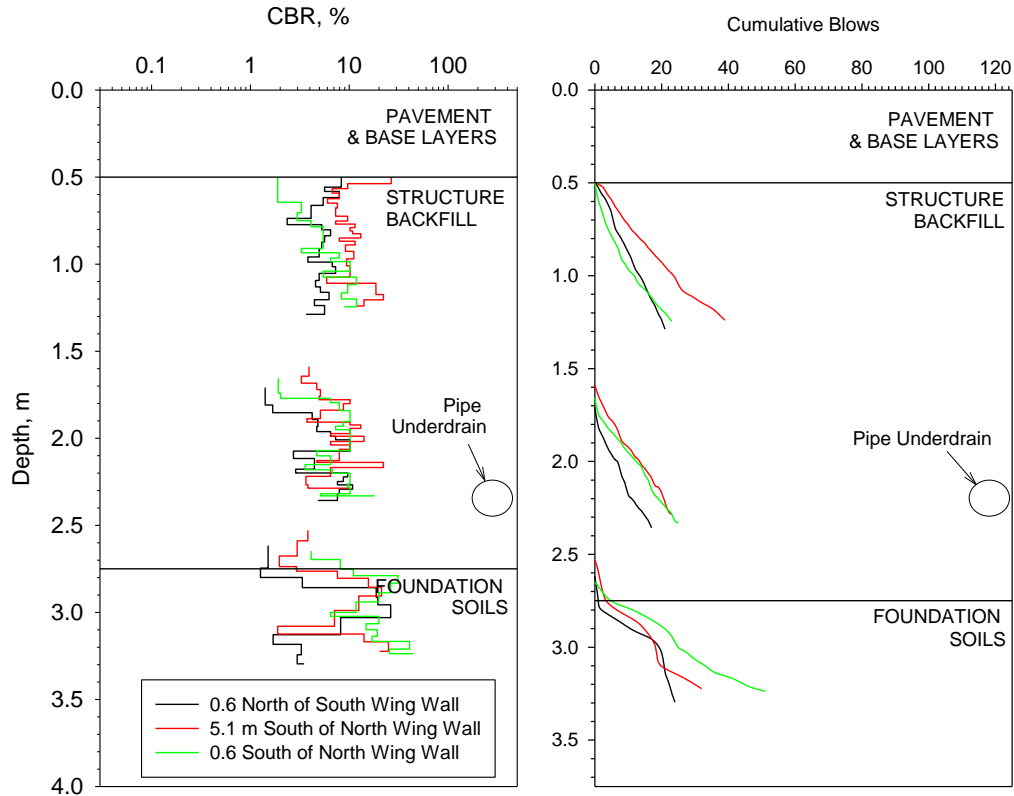 CBR, %
0.1 1 10 100
0.0
0.5
1.0
1.5
2.0
2.5
3.0
3.5
4.0
Depth, m
PAVEMENT
& BASE LAYERS
STRUCTURE
BACKFILL
Pipe
Underdrain
FOUNDATION
SOILS
0.6 North of South Wing Wall
5.1 m South of North Wing Wall
0.6 South of North Wing Wall
Cumulative Blows
0 20 40 60 80 100 120
0.0
0.5
1.0
1.5
2.0
2.5
3.0
3.5
PAVEMENT
& BASE LAYERS
STRUCTURE
BACKFILL
Pipe Underdrain
FOUNDATION
SOILS